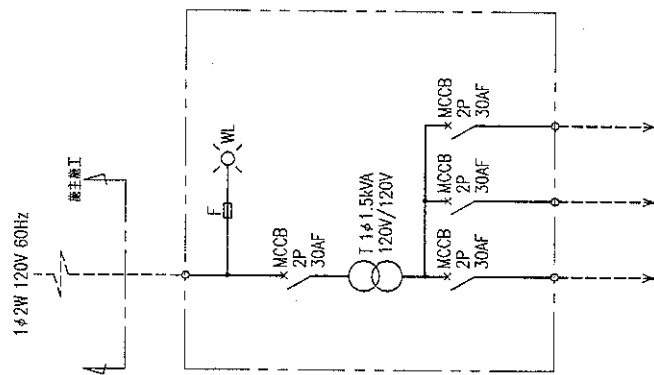 1φ2W 120V 60Hz
施主施工
F
WL
MCCB
2P
30AF
T 1φ1.5kVA
120V/120V
MCCB
2P
30AF
MCCB
2P
30AF
MCCB
2P
30AF